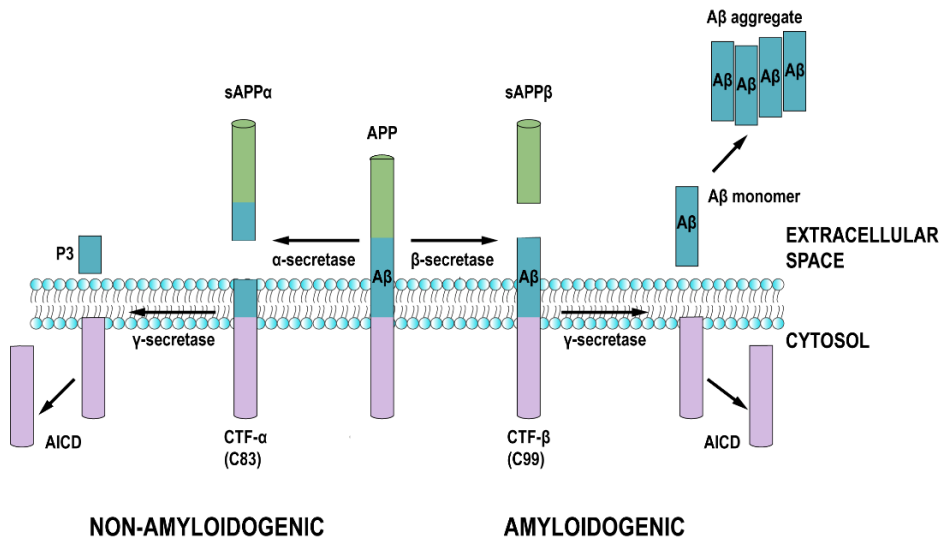 Aβ aggregate
Aβ
Aβ
Aβ
Aβ
sAPPα
sAPPβ
APP
Aβ monomer
Aβ
P3
α-secretase
β-secretase
EXTRACELLULAR
SPACE
Aβ
Aβ
γ-secretase
γ-secretase
CYTOSOL
AICD
CTF-α
(C83)
CTF-β
(C99)
AICD
NON-AMYLOIDOGENIC
AMYLOIDOGENIC